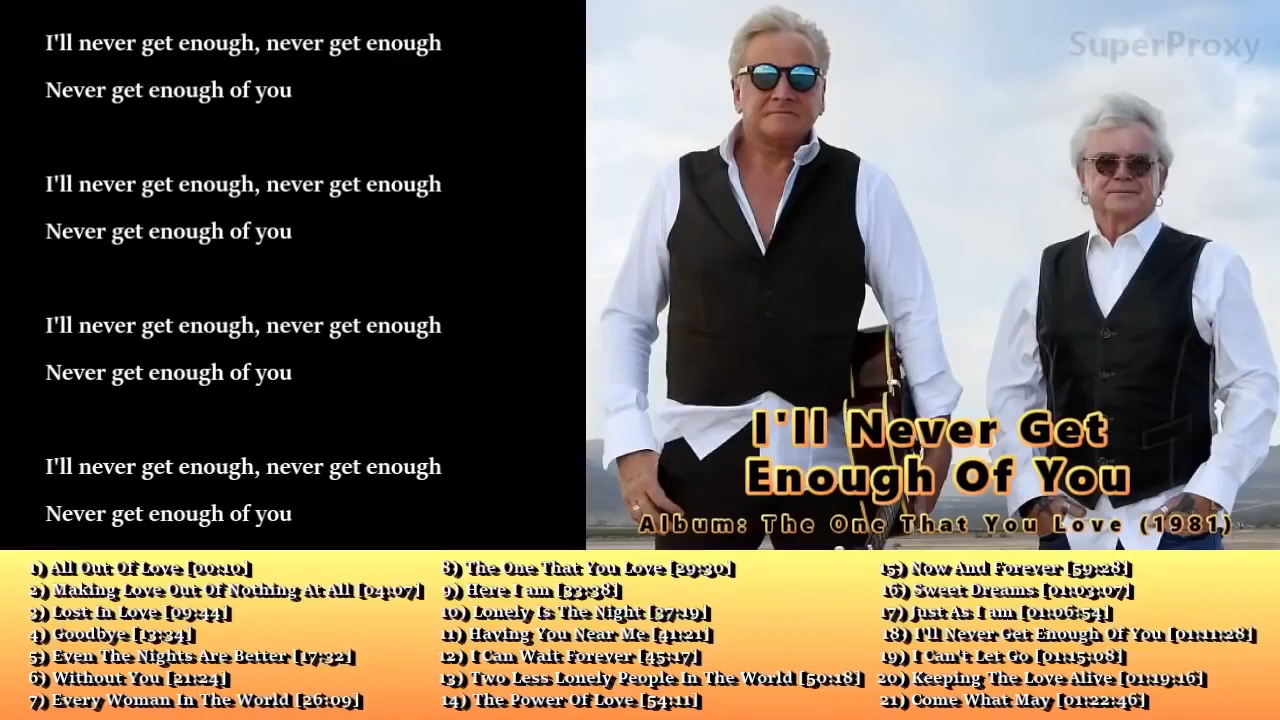 I'll never get enough, never get enough
Never get enough of you
I'll never get enough, never get enough
Never get enough of you
I'll never get enough, never get enough
Never get enough of you
I'll never get enough, never get enough
Never get enough of you
SuperProxy
I'll Never Get
Enough Of You
Album: The One That You Love (1981)
1) All Out Of Love [00:10]
2) Making Love Out Of Nothing At All [04:07]
3) Lost In Love [09:44]
4) Goodbye [13:34]
5) Even The Nights Are Better [17:32]
6) Without You [21:24]
7) Every Woman In The World [26:09]
8) The One That You Love [29:30]
9) Here I am [33:38]
10) Lonely Is The Night [37:19]
11) Having You Near Me [41:21]
12) I Can Wait Forever [45:17]
13) Two Less Lonely People In The World [50:18]
14) The Power Of Love [54:11]
15) Now And Forever [59:28]
16) Sweet Dreams [01:03:07]
17) Just As I am [01:06:54]
18) I'll Never Get Enough Of You [01:11:28]
19) I Can't Let Go [01:15:08]
20) Keeping The Love Alive [01:19:16]
21) Come What May [01:22:46]